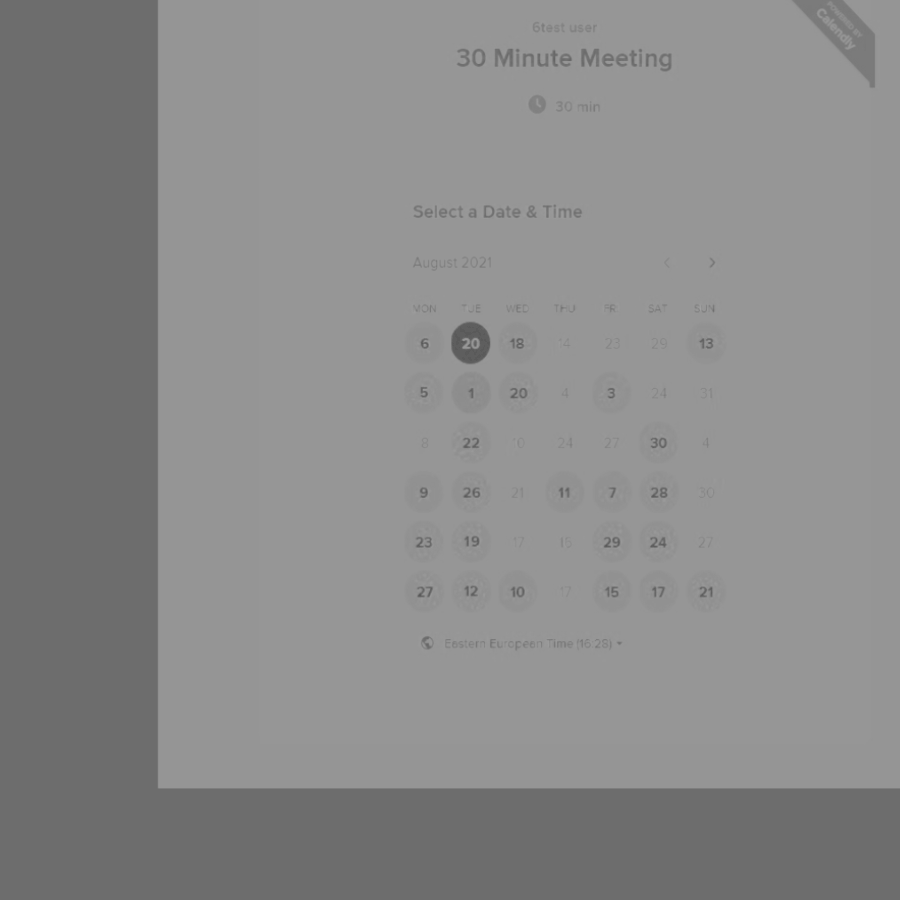 POWERED BY
Calendly
6test user
30 Minute Meeting
30 min
Select a Date & Time
August 2021
MON TUE WED THU FR SAT SUN
6 20 18 14 23 29 13
5 1 20 4 3 24 31
8 22 10 24 27 30 4
9 26 21 11 7 28 30
23 19 17 15 29 24 27
27 12 10 17 15 17 21
Eestern European Time (16:28)